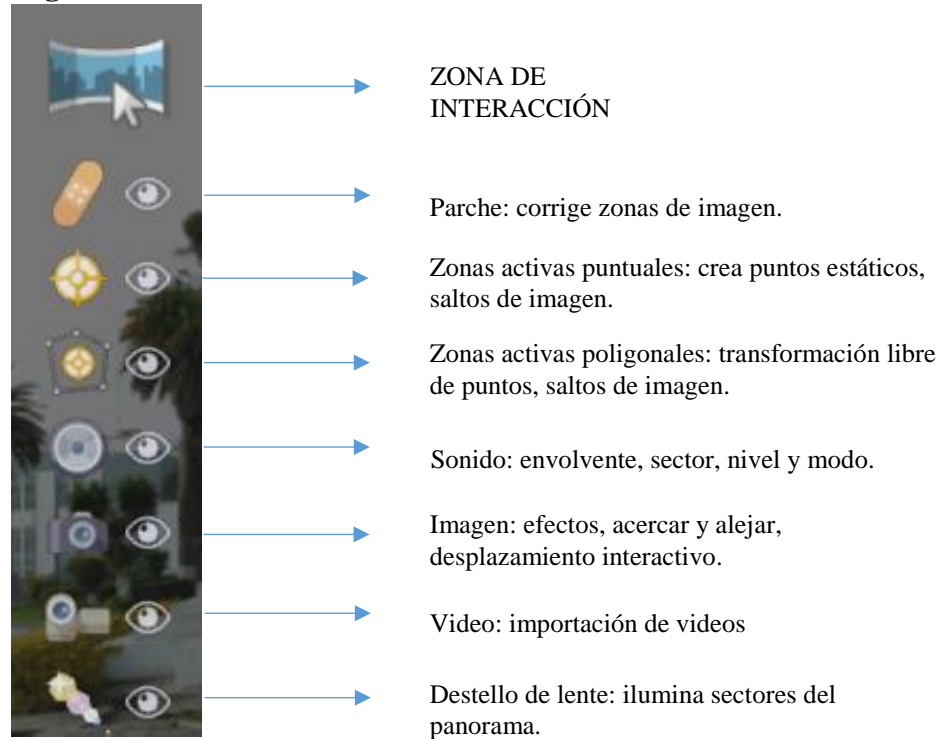 ZONA DE
INTERACCIÓN
Parche: corrige zonas de imagen.
Zonas activas puntuales: crea puntos estáticos,
saltos de imagen.
Zonas activas poligonales: transformación libre
de puntos, saltos de imagen.
Sonido: envolvente, sector, nivel y modo.
Imagen: efectos, acercar y alejar,
desplazamiento interactivo.
Video: importación de videos
Destello de lente: ilumina sectores del
panorama.